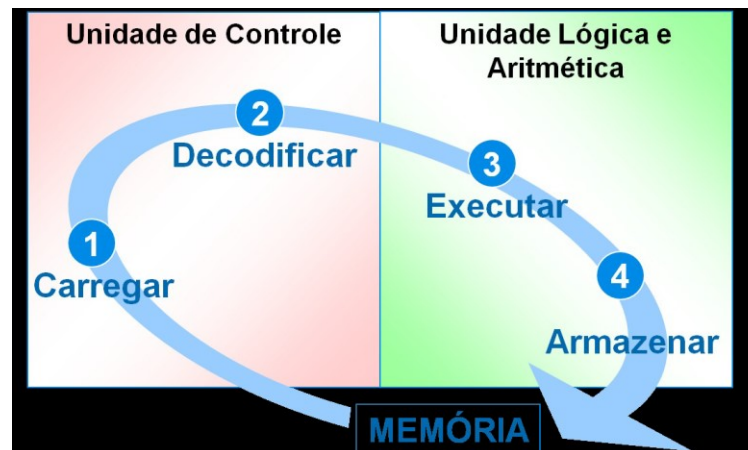 Unidade de Controle
Unidade Lógica e
Aritmética
1
Carregar
2
Decodificar
3
Executar
4
Armazenar
MEMÓRIA